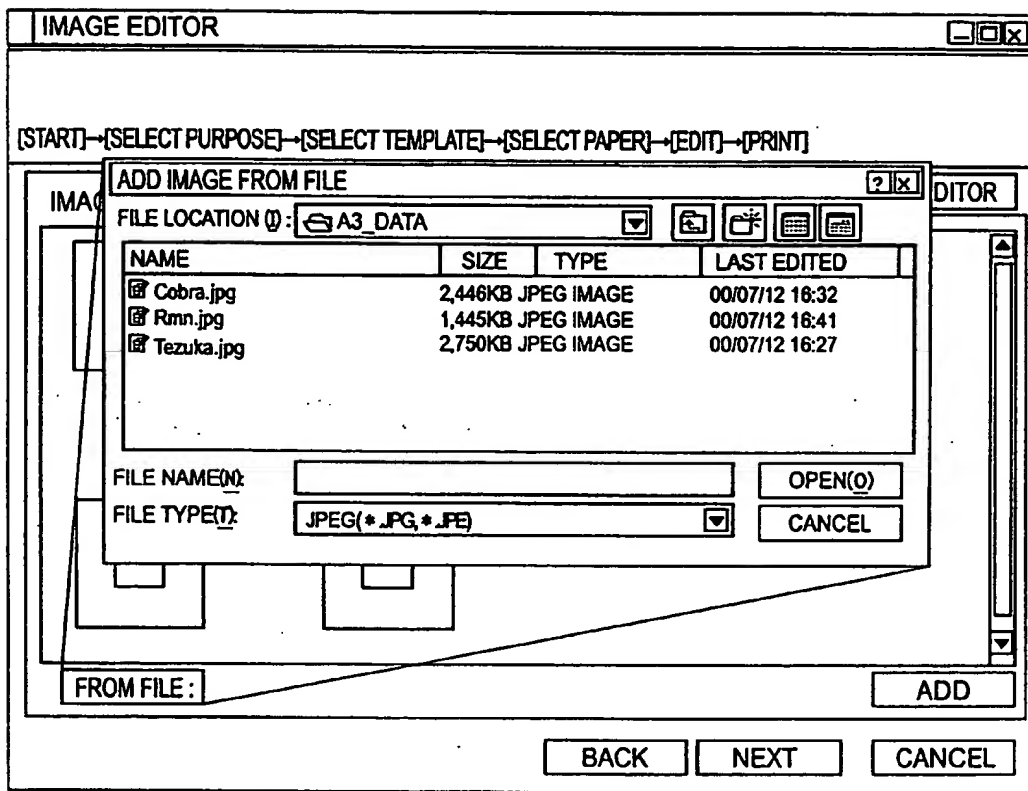 IMAGE EDITOR
[START]→[SELECT PURPOSE]→[SELECT TEMPLATE]→[SELECT PAPER]→[EDIT]→[PRINT]
IMAG
DITOR
ADD IMAGE FROM FILE
FILE LOCATION (I) : A3_DATA
NAME SIZE TYPE LAST EDITED
Cobra.jpg 2,446KB JPEG IMAGE 00/07/12 16:32
Rmn.jpg 1,445KB JPEG IMAGE 00/07/12 16:41
Tezuka.jpg 2,750KB JPEG IMAGE 00/07/12 16:27
FILE NAME(N): OPEN(O)
FILE TYPE(T): JPEG(*.JPG,*.JPE) CANCEL
FROM FILE : ADD
BACK NEXT CANCEL